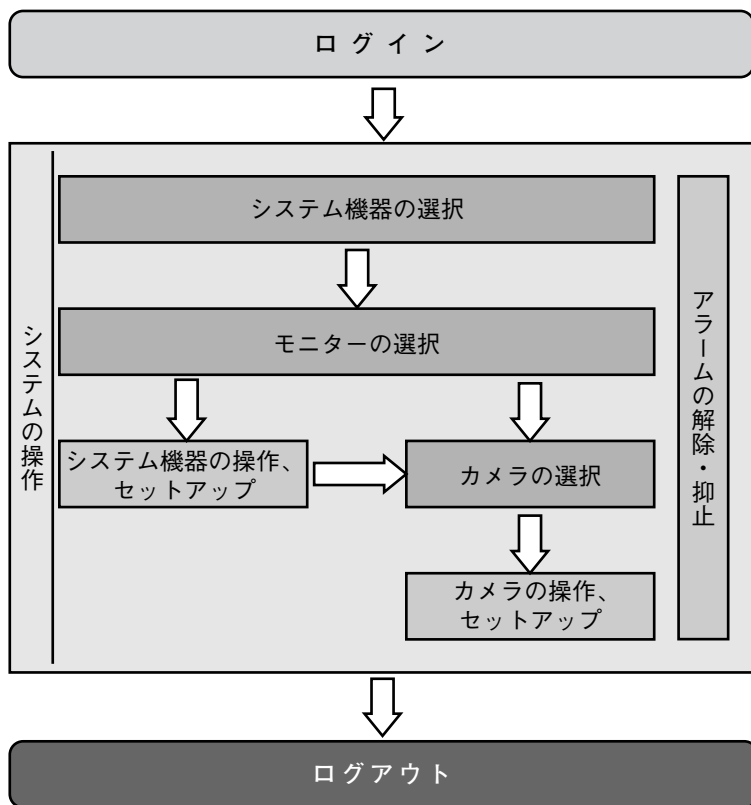 ログイン
システムの操作
システム機器の選択
モニターの選択
システム機器の操作、
セットアップ
カメラの選択
カメラの操作、
セットアップ
アラームの解除・抑止
ログアウト